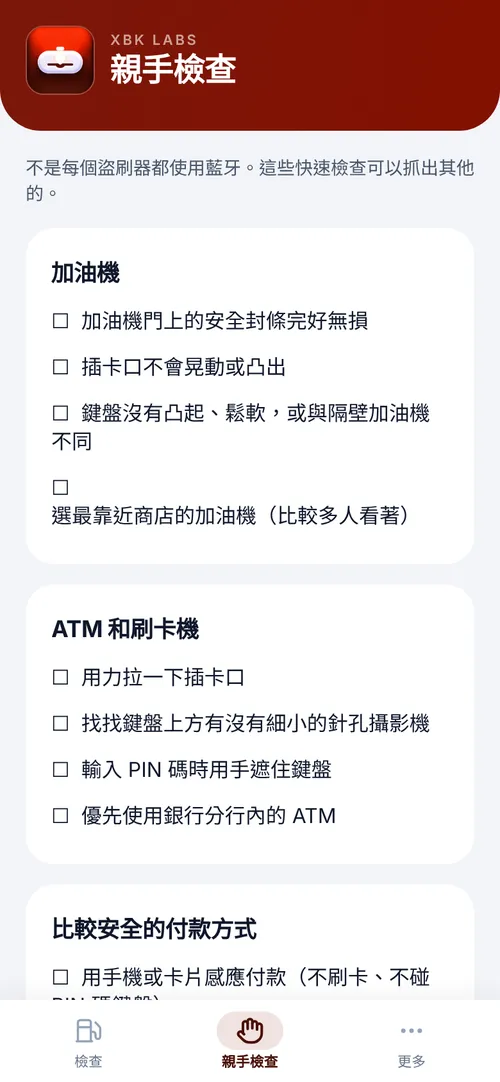 XBK LABS
親手檢查
不是每個盜刷器都使用藍牙。這些快速檢查可以抓出其他
的。
加油機
☐ 加油機門上的安全封條完好無損
☐ 插卡口不會晃動或凸出
☐ 鍵盤沒有凸起、鬆軟，或與隔壁加油機
不同
☐
選最靠近商店的加油機（比較多人看著）
ATM 和刷卡機
☐ 用力拉一下插卡口
☐ 找找鍵盤上方有沒有細小的針孔攝影機
☐ 輸入 PIN 碼時用手遮住鍵盤
☐ 優先使用銀行分行內的 ATM
比較安全的付款方式
☐ 用手機或卡片感應付款（不刷卡、不碰
PIN 碼鍵盤）
檢查
親手檢查
更多